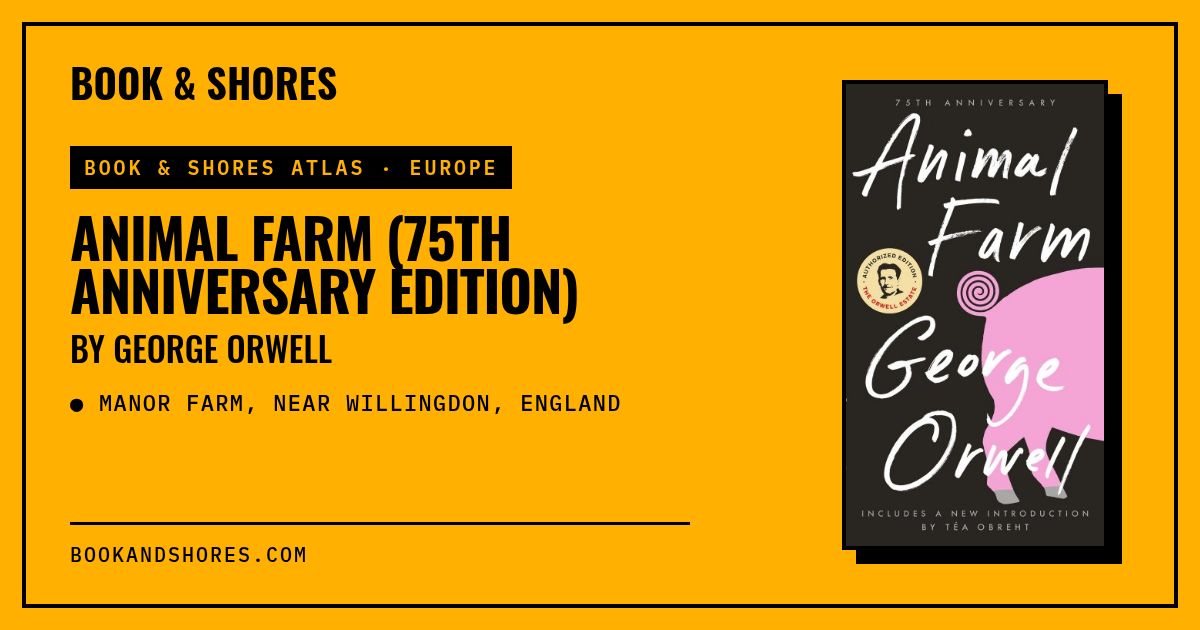 BOOK & SHORES
BOOK & SHORES ATLAS · EUROPE
ANIMAL FARM (75TH
ANNIVERSARY EDITION)
BY GEORGE ORWELL
● MANOR FARM, NEAR WILLINGDON, ENGLAND
BOOKANDSHORES.COM
75TH ANNIVERSARY
Animal
Farm
AUTHORIZED EDITION
THE ORWELL ESTATE
George
Orwell
INCLUDES A NEW INTRODUCTION
BY TÉA OBREHT